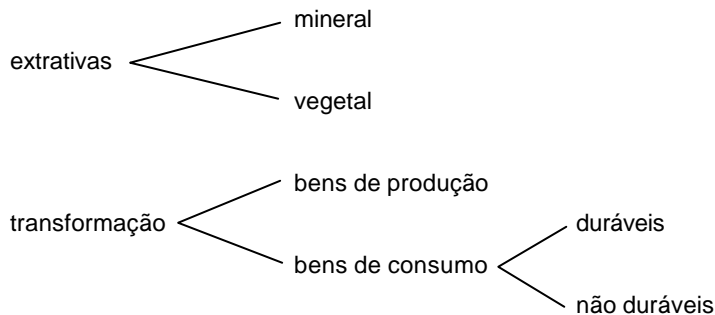 mineral
extrativas
vegetal
bens de produção
transformação
duráveis
bens de consumo
não duráveis